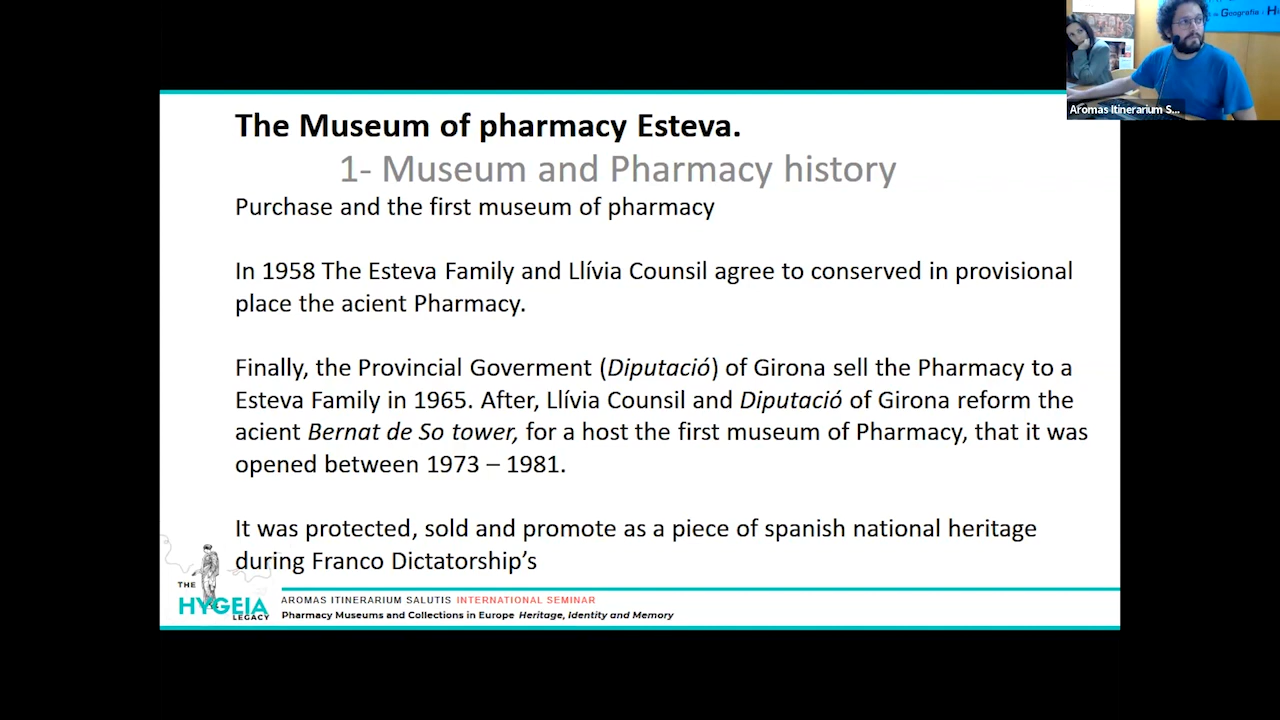 The Museum of pharmacy Esteva.
1- Museum and Pharmacy history
Purchase and the first museum of pharmacy
In 1958 The Esteva Family and Llívia Counsil agree to conserved in provisional
place the acient Pharmacy.
Finally, the Provincial Goverment (Diputació) of Girona sell the Pharmacy to a
Esteva Family in 1965. After, Llívia Counsil and Diputació of Girona reform the
acient Bernat de So tower, for a host the first museum of Pharmacy, that it was
opened between 1973 – 1981.
It was protected, sold and promote as a piece of spanish national heritage
during Franco Dictatorship's
THE
HYGEIA
LEGACY
AROMAS ITINERARIUM SALUTIS INTERNATIONAL SEMINAR
Pharmacy Museums and Collections in Europe Heritage, Identity and Memory
de Geografia i H
Aromas Itinerarium S...